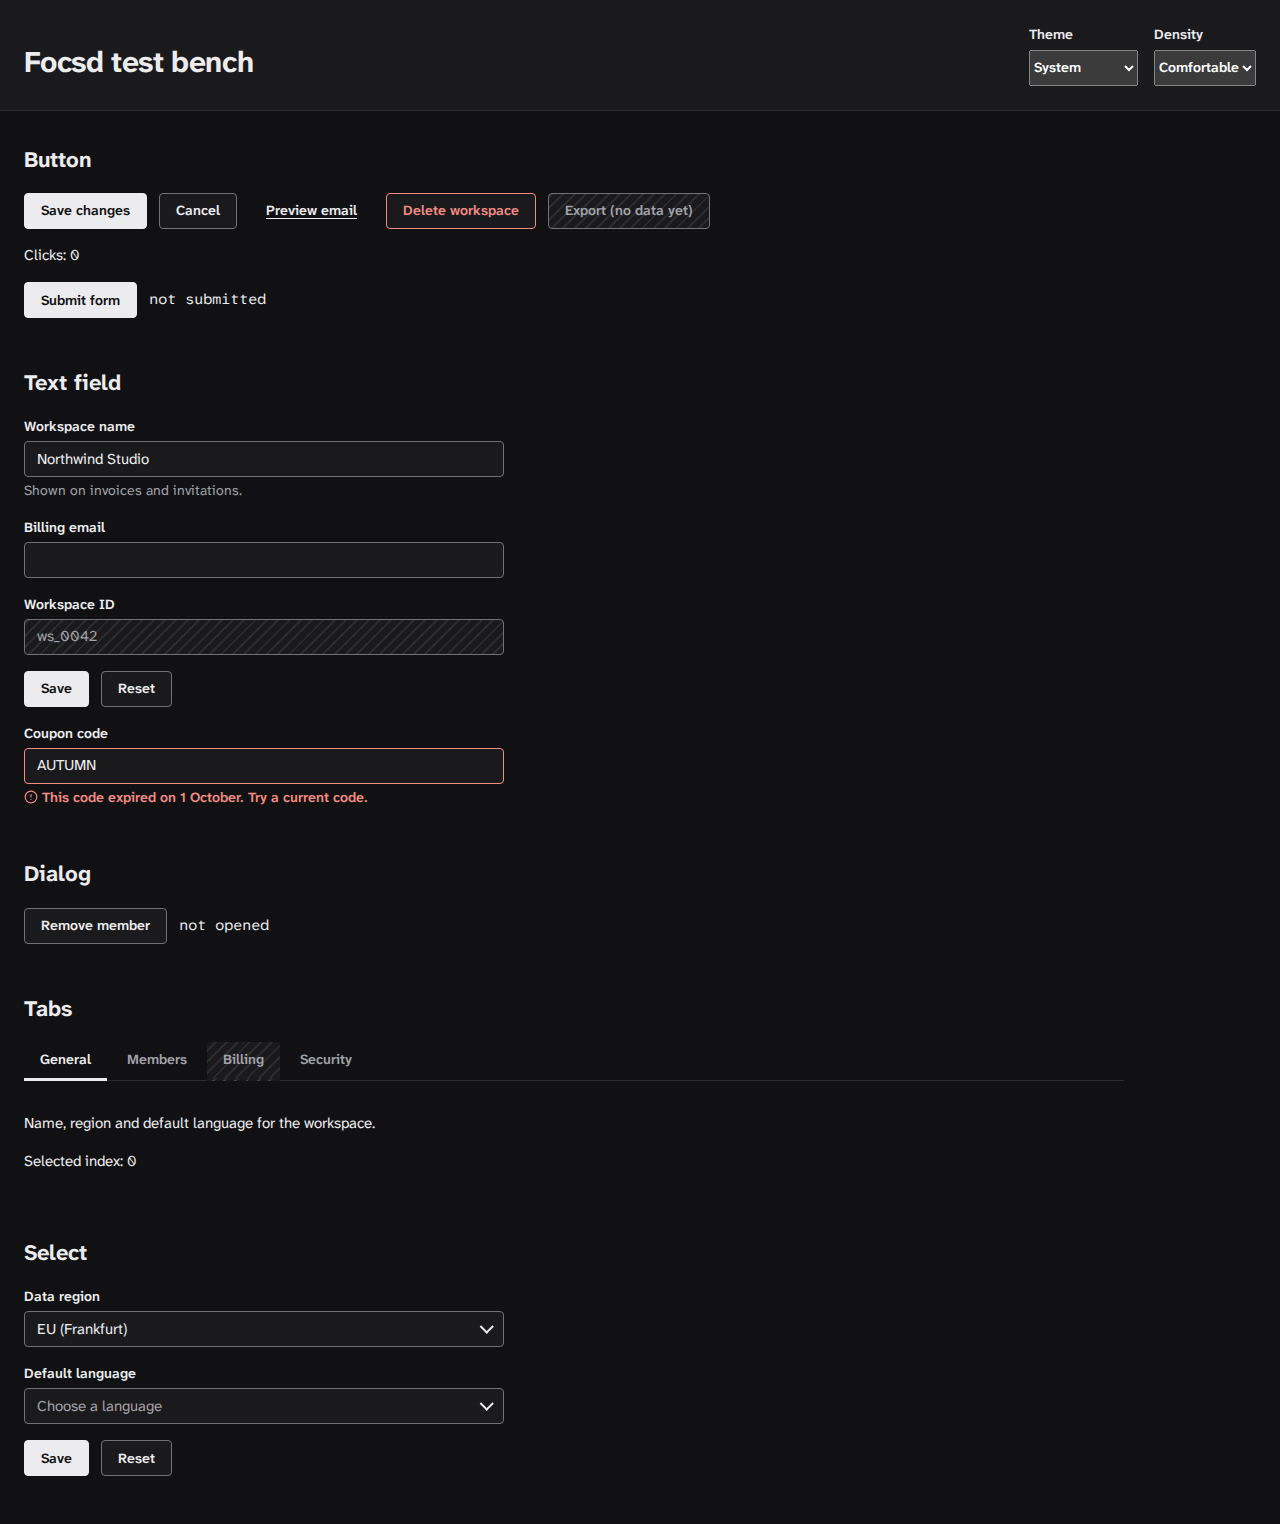 Focsd test bench
Theme
Density
System
Comfortable
Button
Save changes
Cancel
Preview email
Delete workspace
Export (no data yet)
Clicks: 0
Submit form
not submitted
Text field
Workspace name
Northwind Studio
Shown on invoices and invitations.
Billing email
Workspace ID
ws_0042
Save
Reset
Coupon code
AUTUMN
This code expired on 1 October. Try a current code.
Dialog
Remove member
not opened
Tabs
General
Members
Billing
Security
Name, region and default language for the workspace.
Selected index: 0
Select
Data region
EU (Frankfurt)
Default language
Choose a language
Save
Reset